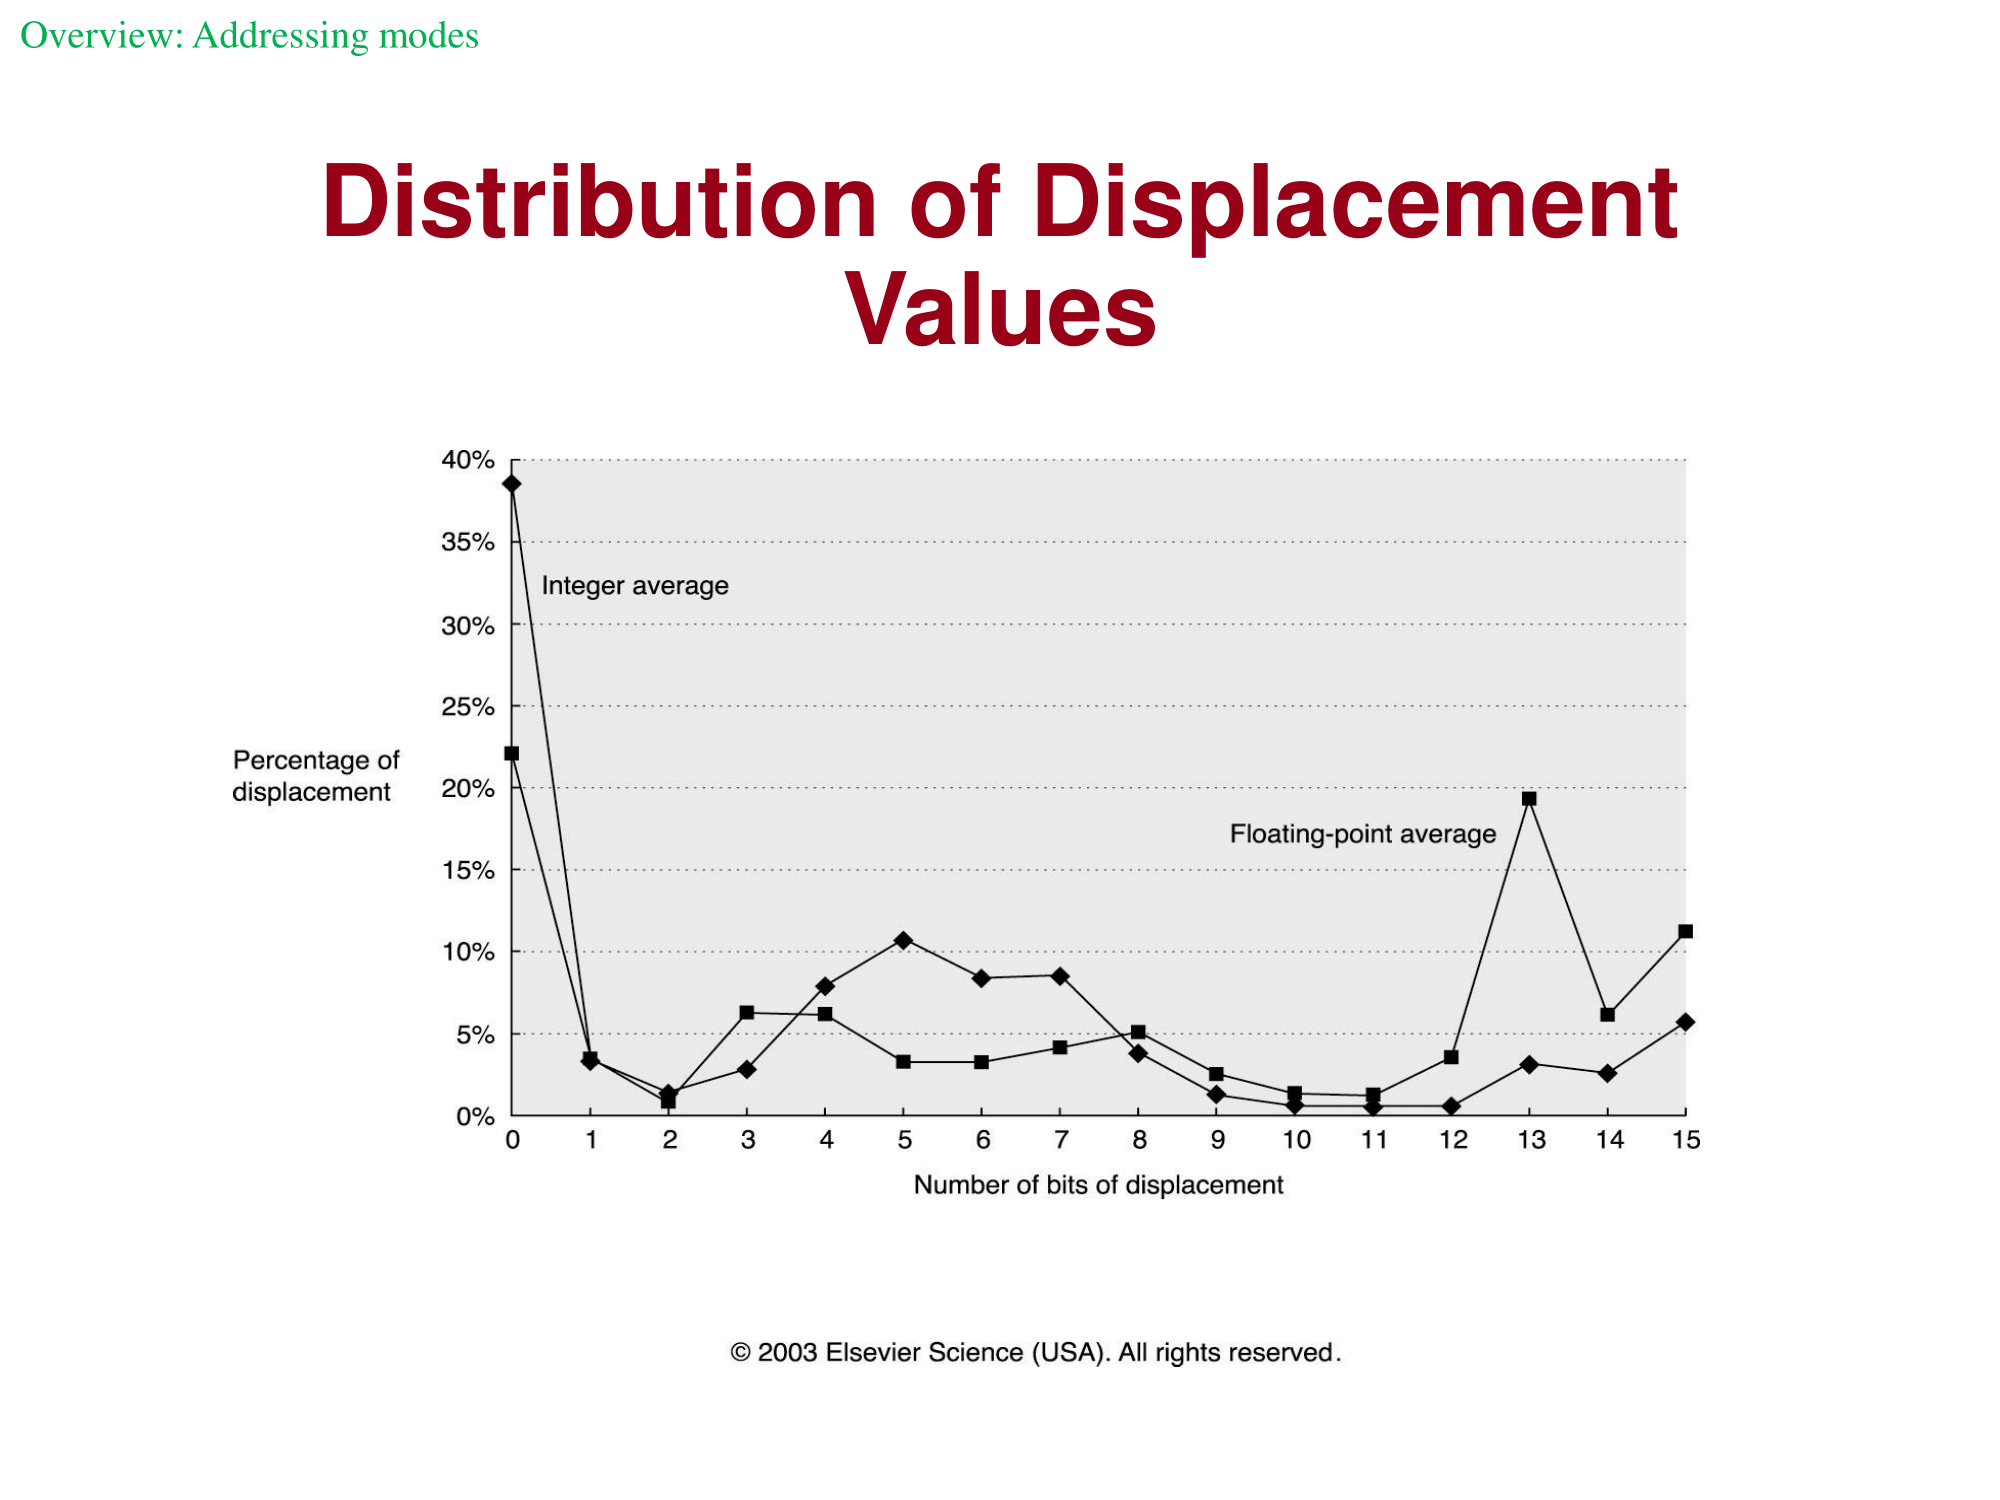 Overview: Addressing modes
Distribution of Displacement
Values
40%
35%
Integer average
30%
25%
Percentage of
displacement
20%
Floating-point average
15%
10%
5%
0%
0 1 2 3 4 5 6 7 8 9 10 11 12 13 14 15
Number of bits of displacement
© 2003 Elsevier Science (USA). All rights reserved.